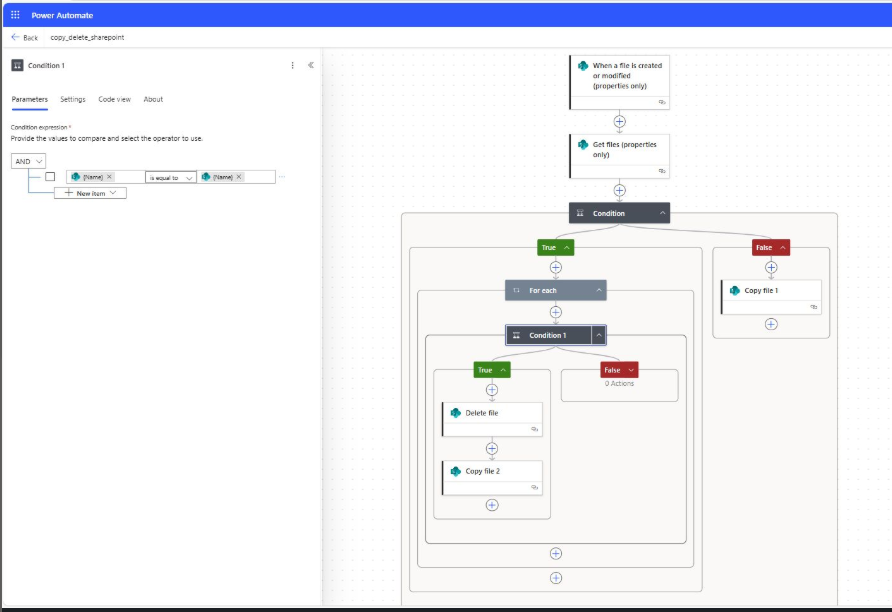 Power Automate
Back copy_delete_sharepoint
Condition 1
Parameters Settings Code view About
Condition expression *
Provide the values to compare and select the operator to use.
AND
{Name} is equal to {Name}
New item
When a file is created
or modified
(properties only)
Get files (properties
only)
Condition
True
False
For each
Copy file 1
Condition 1
True
False
0 Actions
Delete file
Copy file 2